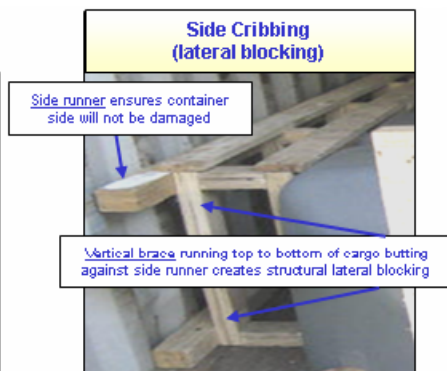 Side Cribbing
(lateral blocking)
Side runner ensures container
side will not be damaged
Vertical brace running top to bottom of cargo butting
against side runner creates structural lateral blocking